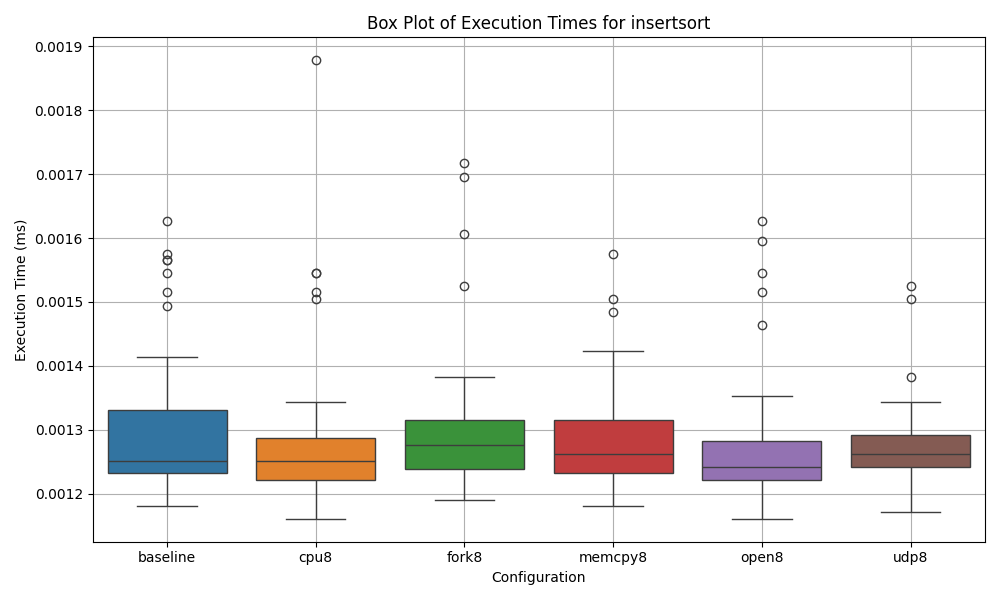 Box Plot of Execution Times for insertsort
0.0019
0.0018
0.0017
0.0016
0.0015
0.0014
0.0013
0.0012
Execution Time (ms)
baseline cpu8 fork8 memcpy8 open8 udp8
Configuration